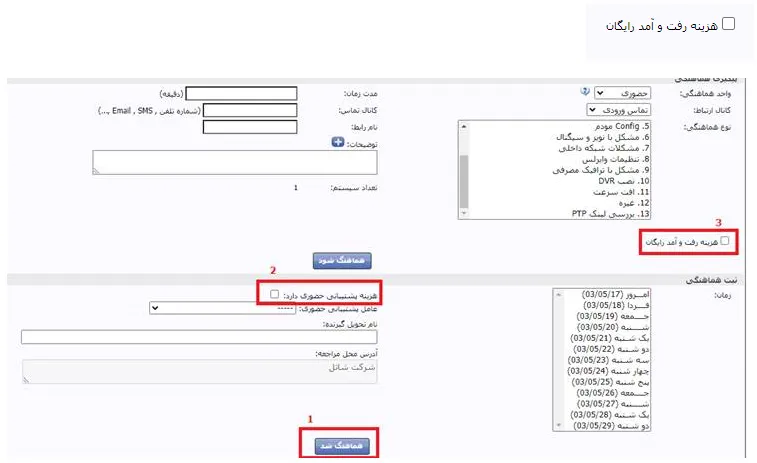 هزینه رفت و آمد رایگان
پیگیری هماهنگی
واحد هماهنگی: حضوری
کانال ارتباط: تماس ورودی
نوع هماهنگی:
5. Config مودم
6. مشکل با نویز و سیگنال
7. مشکلات شبکه داخلی
8. تنظیمات وایرلس
9. مشکل با ترافیک مصرفی
10. نصب DVR
11. افت سرعت
12. غیره
13. بررسی لینک PTP
مدت زمان: (دقیقه)
کانال تماس: (شماره تلفن , Email , SMS ,...)
نام رابط:
توضیحات:
تعداد سیستم: 1
3
هزینه رفت و آمد رایگان
هماهنگ شود
ثبت هماهنگی
زمان:
امـــروز (03/05/17)
فـــردا (03/05/18)
جـــمعه (03/05/19)
شـــنبه (03/05/20)
یک شنبه (03/05/21)
دو شنبه (03/05/22)
سه شنبه (03/05/23)
چهار شنبه (03/05/24)
پنج شنبه (03/05/25)
جـــمعه (03/05/26)
شـــنبه (03/05/27)
یک شنبه (03/05/28)
دو شنبه (03/05/29)
2
هزینه پشتیبانی حضوری دارد:
عامل پشتیبانی حضوری: -----
نام تحویل گیرنده:
آدرس محل مراجعه:
شرکت شاتل
1
هماهنگ شد